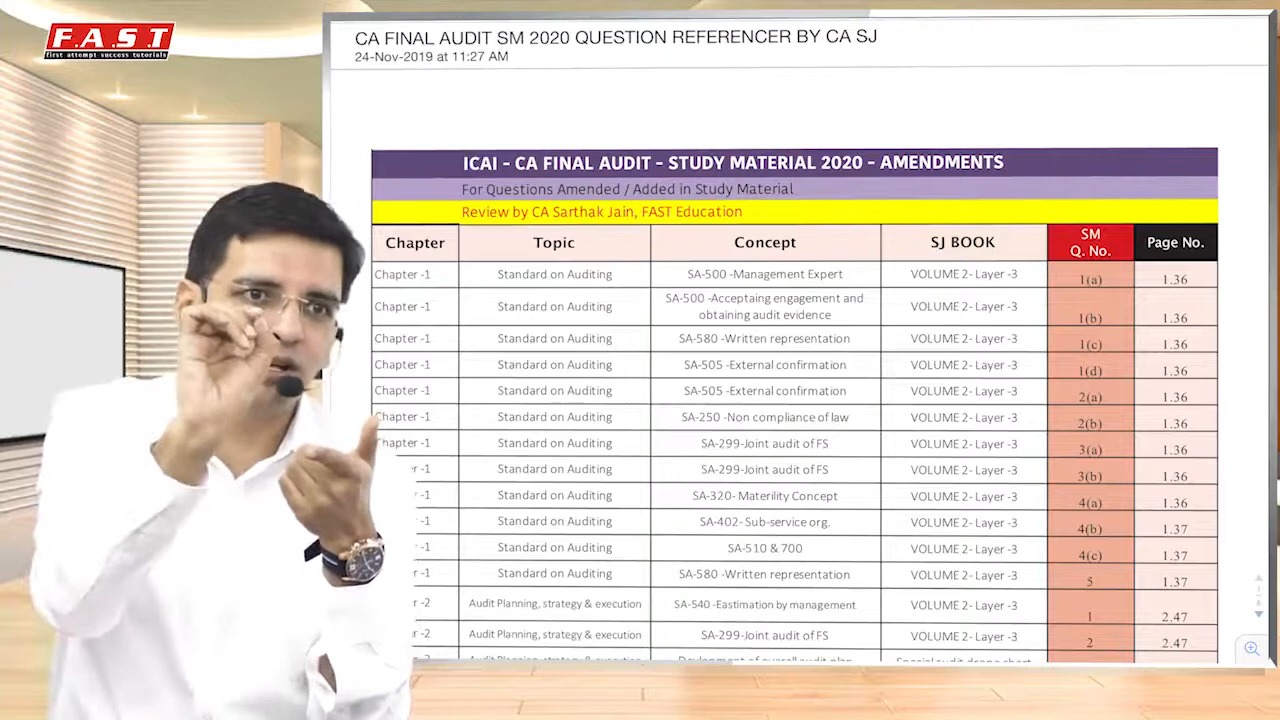 F.A.S.T
first attempt success tutorials
CA FINAL AUDIT SM 2020 QUESTION REFERENCER BY CA SJ
24-Nov-2019 at 11:27 AM
ICAI - CA FINAL AUDIT - STUDY MATERIAL 2020 - AMENDMENTS
For Questions Amended / Added in Study Material
Review by CA Sarthak Jain, FAST Education
Chapter Topic Concept SJ BOOK SM Q. No. Page No.
Chapter -1 Standard on Auditing SA-500 -Management Expert VOLUME 2- Layer -3 1(a) 1.36
Chapter -1 Standard on Auditing SA-500 -Acceptaing engagement and obtaining audit evidence VOLUME 2- Layer -3 1(b) 1.36
Chapter -1 Standard on Auditing SA-580 -Written representation VOLUME 2- Layer -3 1(c) 1.36
Chapter -1 Standard on Auditing SA-505 -External confirmation VOLUME 2- Layer -3 1(d) 1.36
Chapter -1 Standard on Auditing SA-505 -External confirmation VOLUME 2- Layer -3 2(a) 1.36
Chapter -1 Standard on Auditing SA-250 -Non compliance of law VOLUME 2- Layer -3 2(b) 1.36
hapter -1 Standard on Auditing SA-299-Joint audit of FS VOLUME 2- Layer -3 3(a) 1.36
r -1 Standard on Auditing SA-299-Joint audit of FS VOLUME 2- Layer -3 3(b) 1.36
-1 Standard on Auditing SA-320- Materility Concept VOLUME 2- Layer -3 4(a) 1.36
-1 Standard on Auditing SA-402- Sub-service org. VOLUME 2- Layer -3 4(b) 1.37
-1 Standard on Auditing SA-510 & 700 VOLUME 2- Layer -3 4(c) 1.37
-1 Standard on Auditing SA-580 -Written representation VOLUME 2- Layer -3 5 1.37
r -2 Audit Planning, strategy & execution SA-540 -Eastimation by management VOLUME 2- Layer -3 1 2.47
r -2 Audit Planning, strategy & execution SA-299-Joint audit of FS VOLUME 2- Layer -3 2 2.47